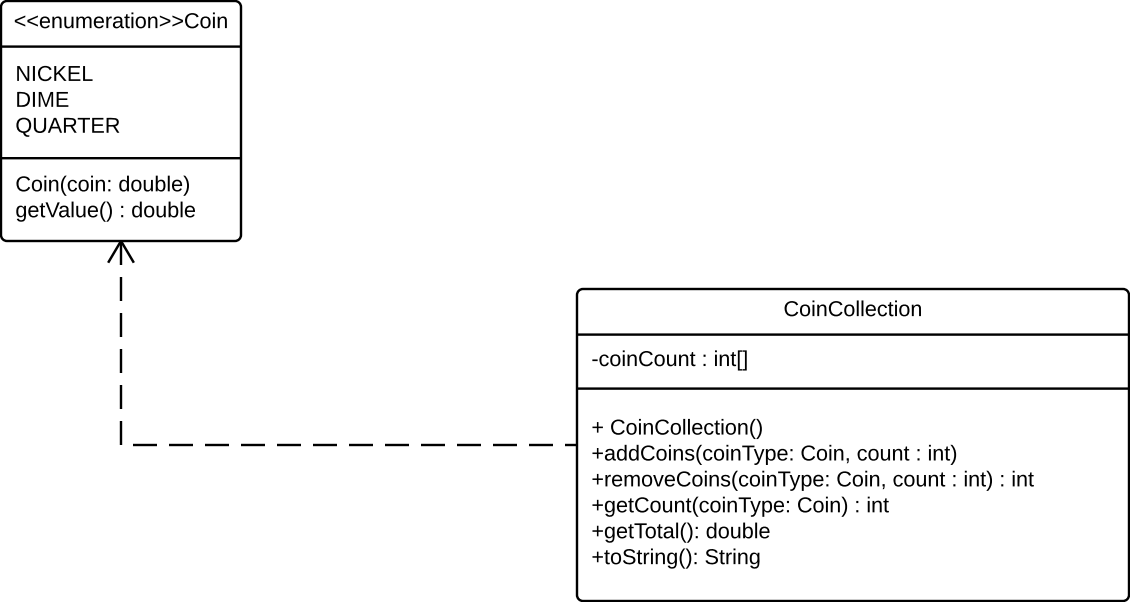 <<enumeration>>Coin
NICKEL
DIME
QUARTER
Coin(coin: double)
getValue() : double
CoinCollection
-coinCount : int[]
+ CoinCollection()
+addCoins(coinType: Coin, count : int)
+removeCoins(coinType: Coin, count : int) : int
+getCount(coinType: Coin) : int
+getTotal(): double
+toString(): String